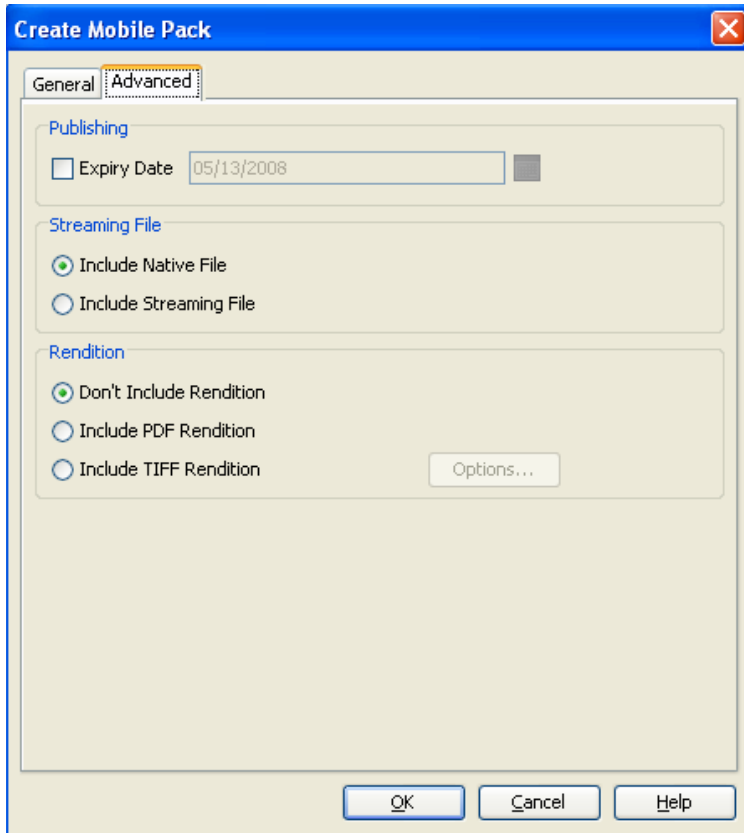 Create Mobile Pack
General Advanced
Publishing
Expiry Date 05/13/2008
Streaming File
Include Native File
Include Streaming File
Rendition
Don't Include Rendition
Include PDF Rendition
Include TIFF Rendition Options...
OK Cancel Help